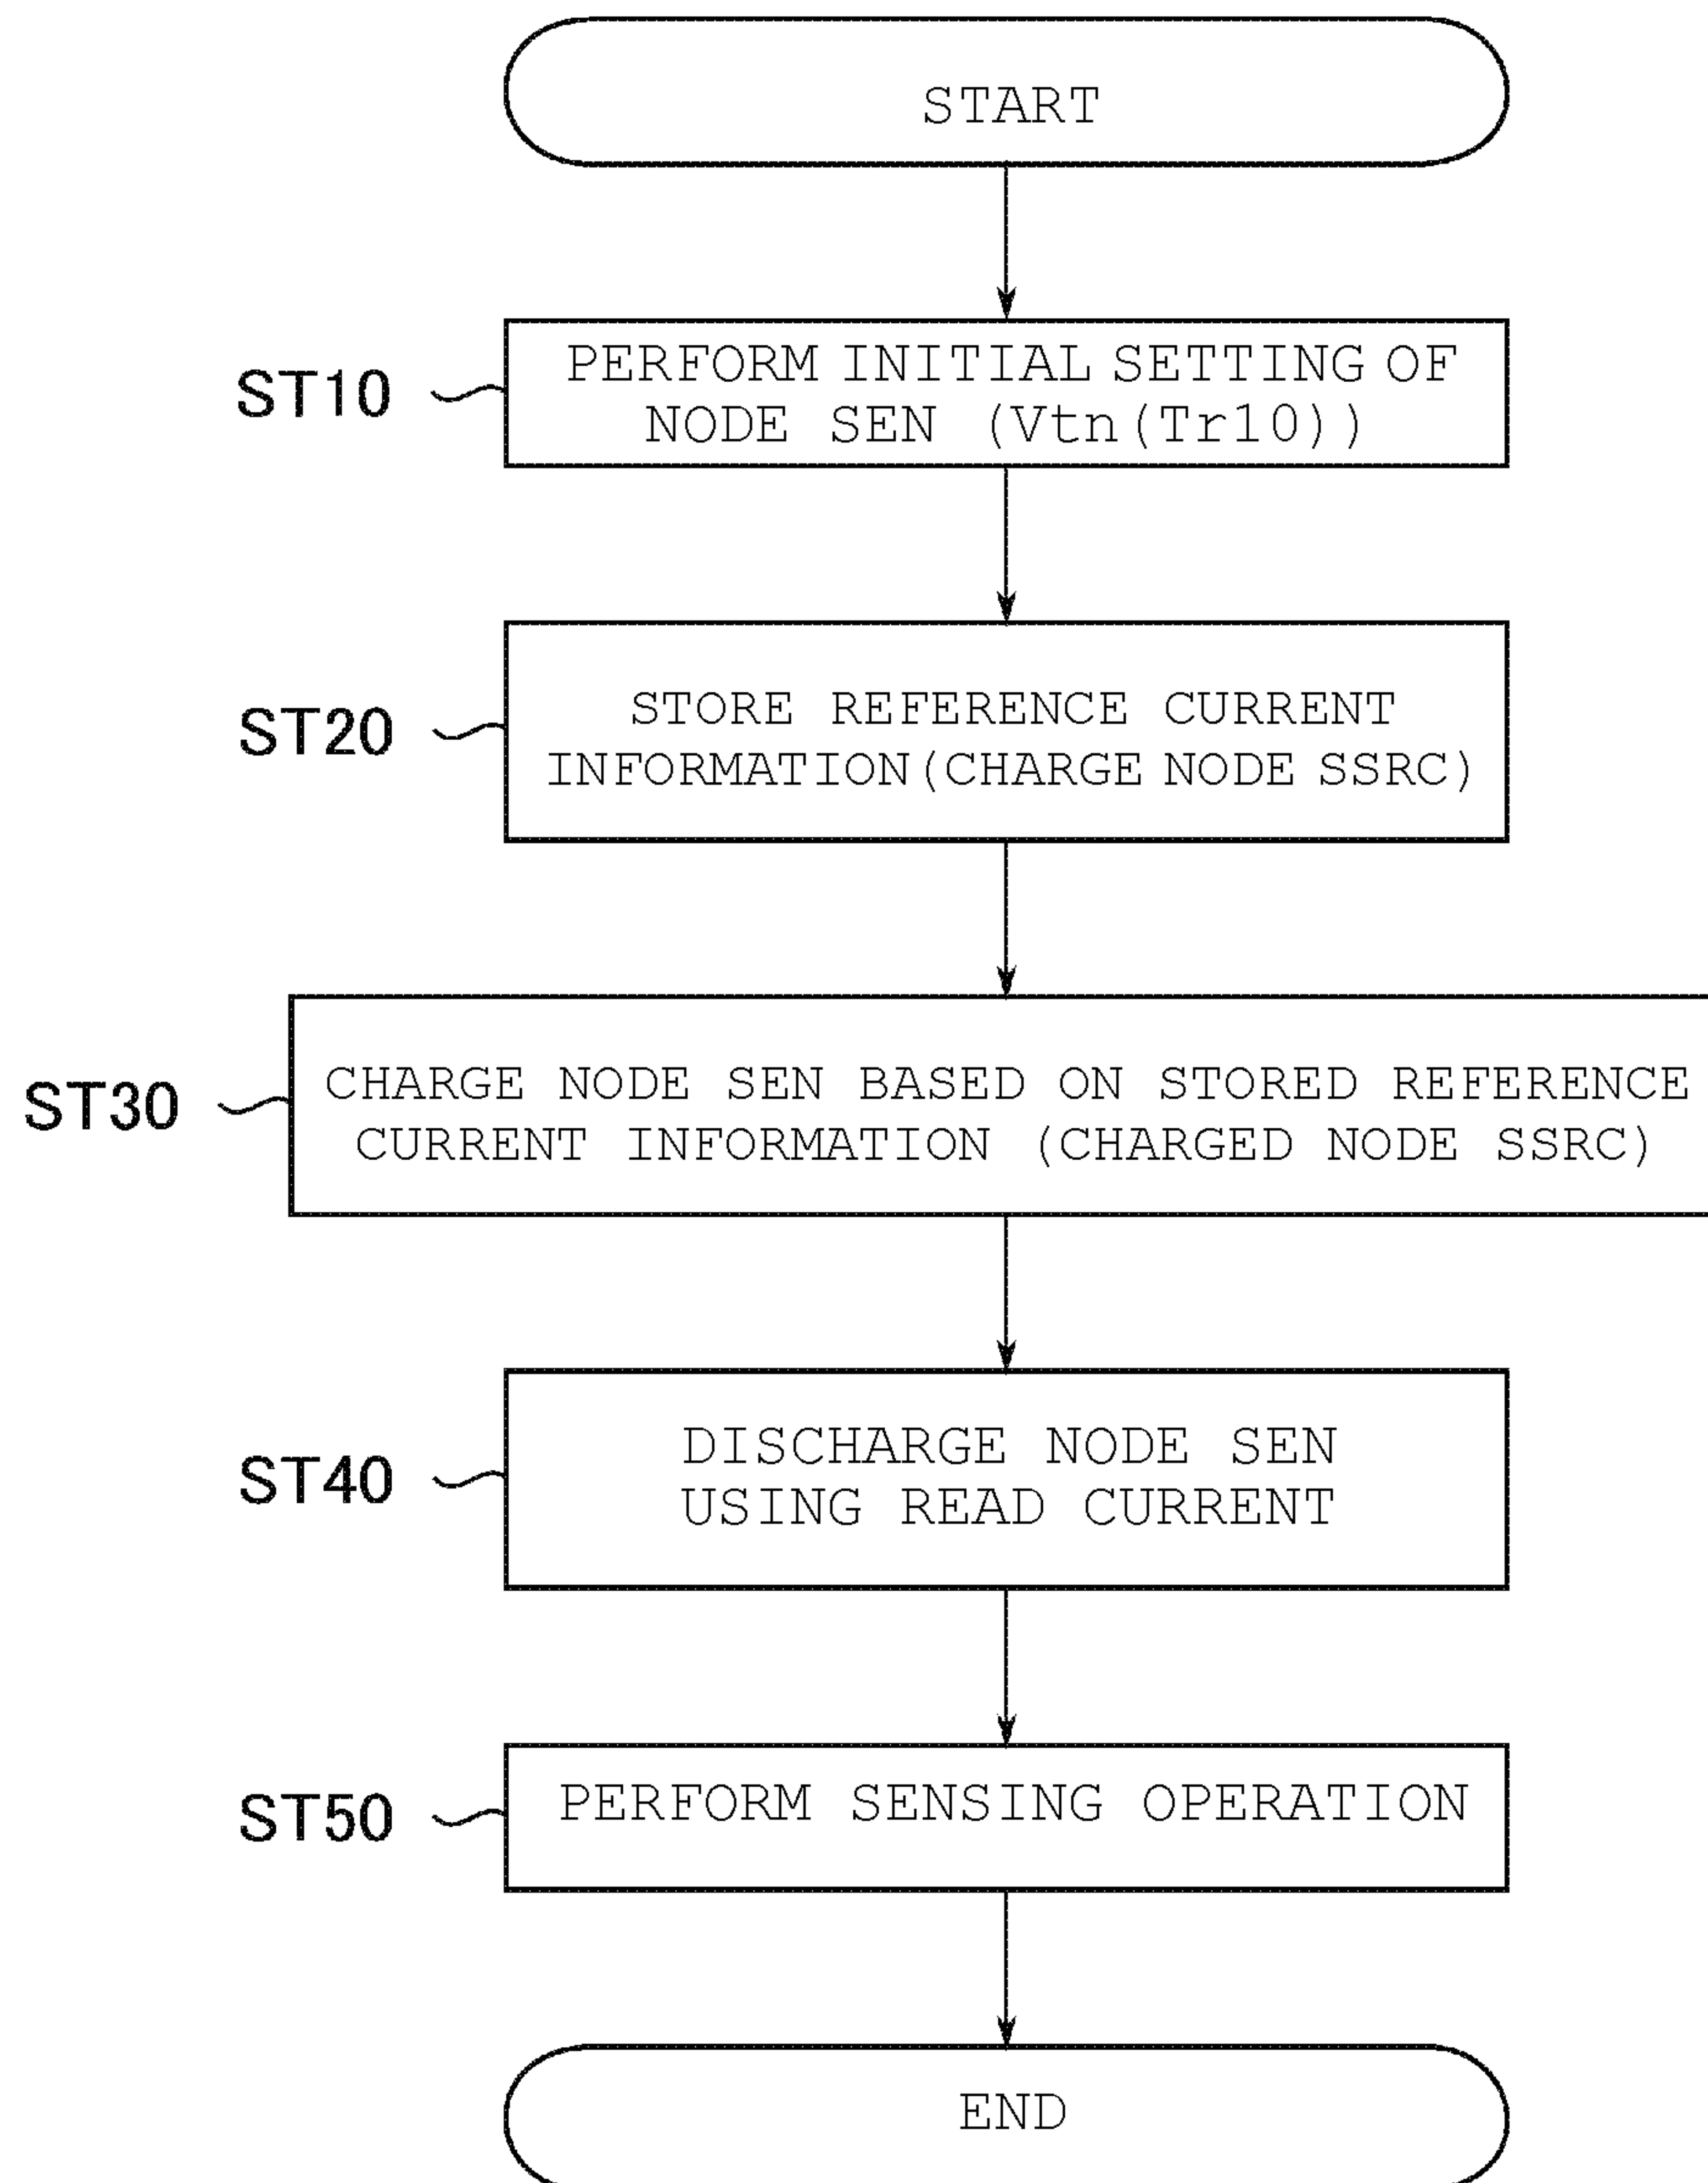 START
ST10
PERFORM INITIAL SETTING OF
NODE SEN (Vtn(Tr10))
ST20
STORE REFERENCE CURRENT
INFORMATION(CHARGE NODE SSRC)
ST30
CHARGE NODE SEN BASED ON STORED REFERENCE
CURRENT INFORMATION (CHARGED NODE SSRC)
ST40
DISCHARGE NODE SEN
USING READ CURRENT
ST50
PERFORM SENSING OPERATION
END